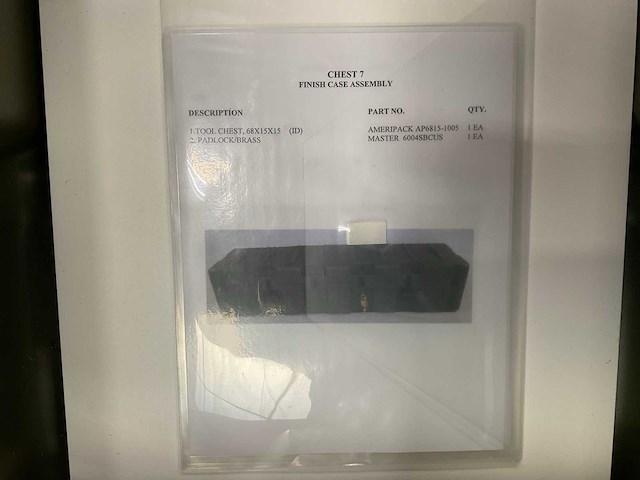 CHEST 7
FINISH CASE ASSEMBLY
DESCRIPTION PART NO. QTY.
1.TOOL CHEST, 68X15X15 (ID) AMERIPACK AP6815-1005 1 EA
2. PADLOCK/BRASS MASTER 6004SBCUS 1 EA